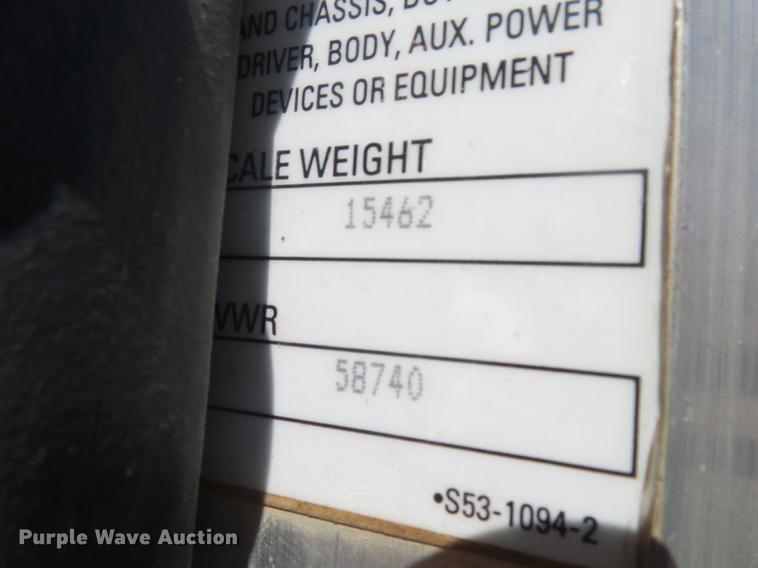 AND CHASSIS,
DRIVER, BODY, AUX. POWER
DEVICES OR EQUIPMENT
CALE WEIGHT
15462
VWR
58740
•S53-1094-2
Purple Wave Auction